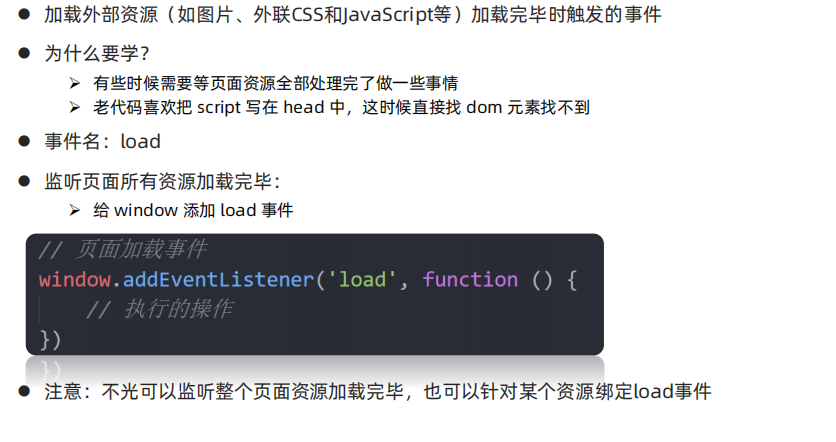 ● 加载外部资源（如图片、外联CSS和JavaScript等）加载完毕时触发的事件
● 为什么要学？
➢ 有些时候需要等页面资源全部处理完了做一些事情
➢ 老代码喜欢把 script 写在 head 中，这时候直接找 dom 元素找不到
● 事件名：load
● 监听页面所有资源加载完毕：
➢ 给 window 添加 load 事件
// 页面加载事件
window.addEventListener('load', function () {
// 执行的操作
})
● 注意：不光可以监听整个页面资源加载完毕，也可以针对某个资源绑定load事件